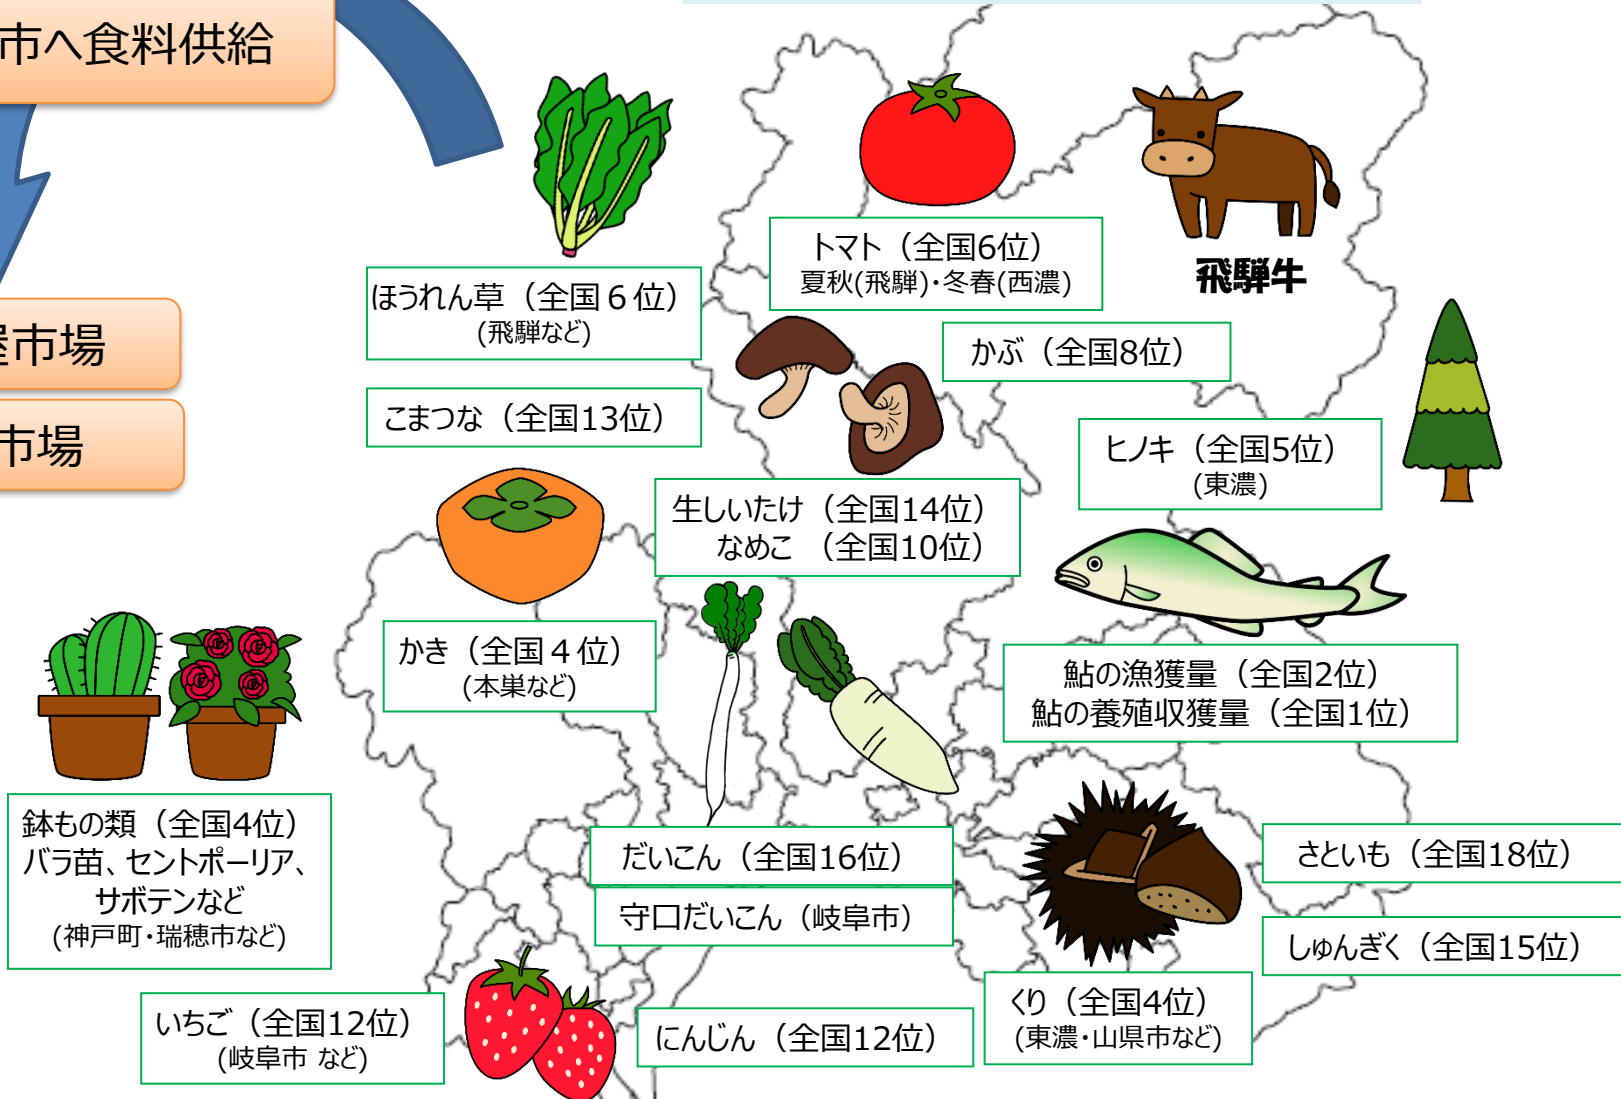 市へ食料供給
屋市場
市場
ほうれん草（全国６位）
(飛騨など)
こまつな（全国13位）
トマト（全国6位）
夏秋(飛騨)・冬春(西濃)
飛騨牛
かぶ（全国8位）
ヒノキ（全国5位）
(東濃)
生しいたけ（全国14位）
なめこ （全国10位）
かき（全国４位）
(本巣など)
鮎の漁獲量（全国2位）
鮎の養殖収獲量（全国1位）
鉢もの類（全国4位）
バラ苗、セントポーリア、
サボテンなど
(神戸町・瑞穂市など)
だいこん（全国16位）
守口だいこん（岐阜市）
さといも（全国18位）
しゅんぎく（全国15位）
くり（全国4位）
(東濃・山県市など)
いちご（全国12位）
(岐阜市 など)
にんじん（全国12位）